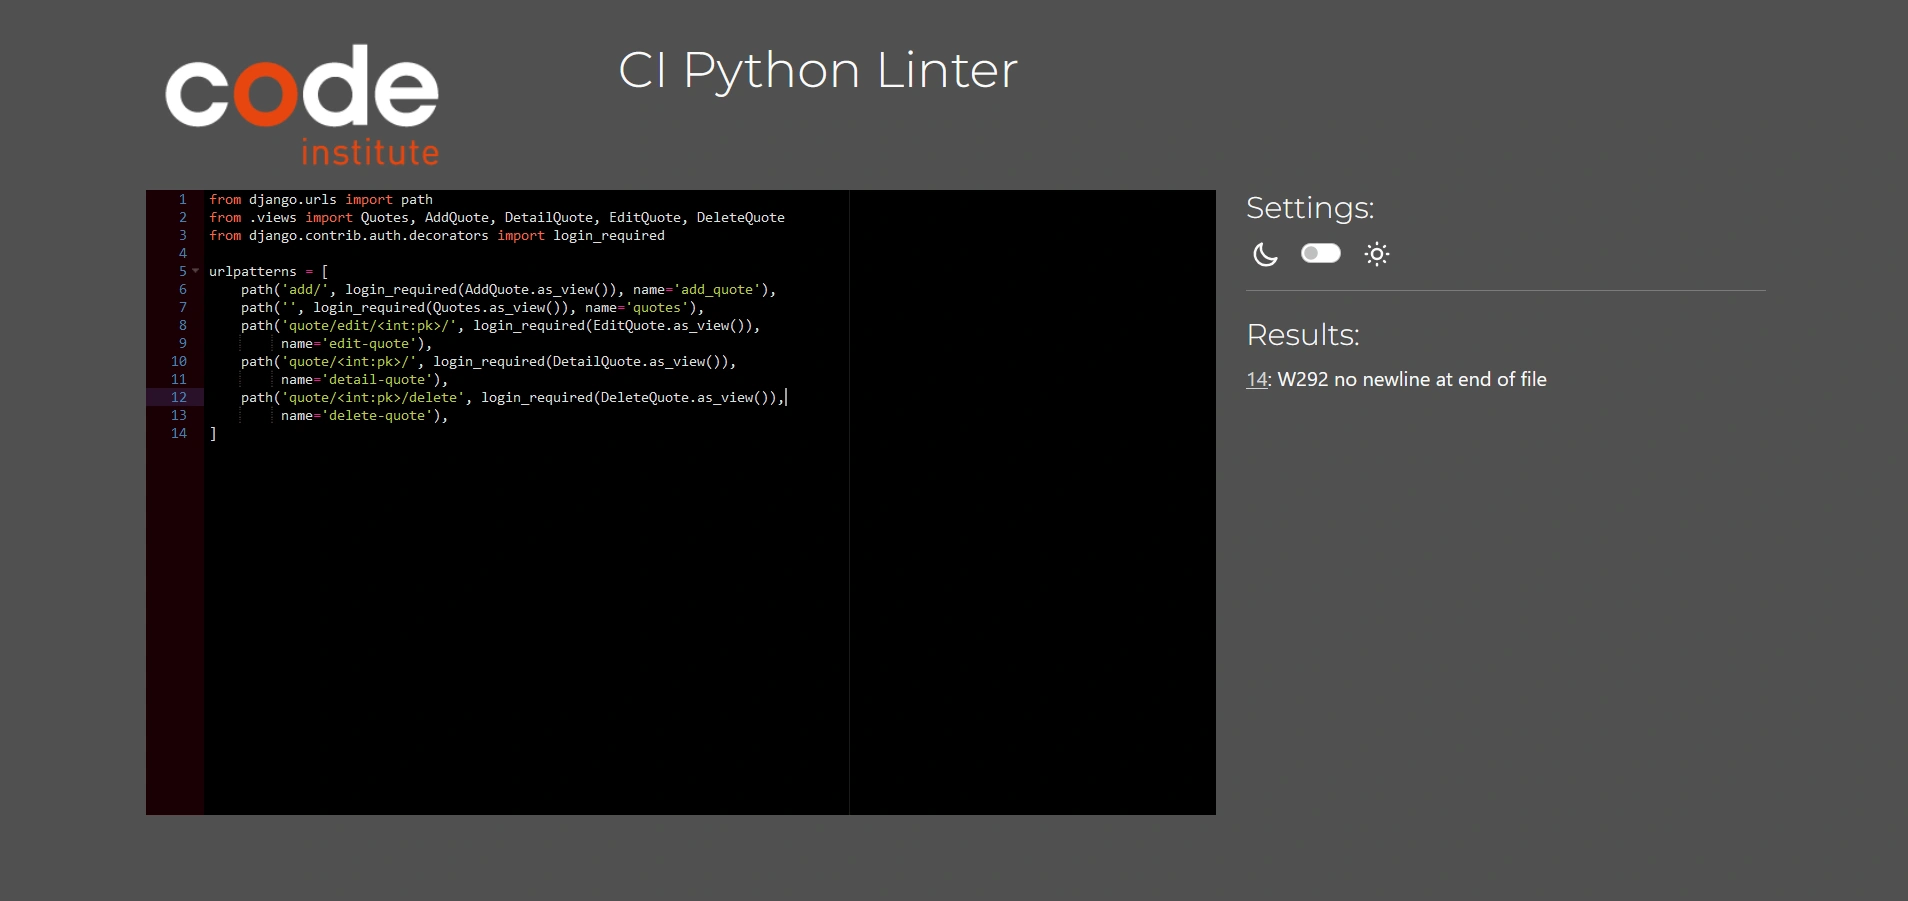 code
institute
CI Python Linter
1 from django.urls import path
2 from .views import Quotes, AddQuote, DetailQuote, EditQuote, DeleteQuote
3 from django.contrib.auth.decorators import login_required
4
5 urlpatterns = [
6     path('add/', login_required(AddQuote.as_view()), name='add_quote'),
7     path('', login_required(Quotes.as_view()), name='quotes'),
8     path('quote/edit/<int:pk>/', login_required(EditQuote.as_view()),
9          name='edit-quote'),
10     path('quote/<int:pk>/', login_required(DetailQuote.as_view()),
11          name='detail-quote'),
12     path('quote/<int:pk>/delete', login_required(DeleteQuote.as_view()),
13          name='delete-quote'),
14 ]
Settings:
Results:
14: W292 no newline at end of file